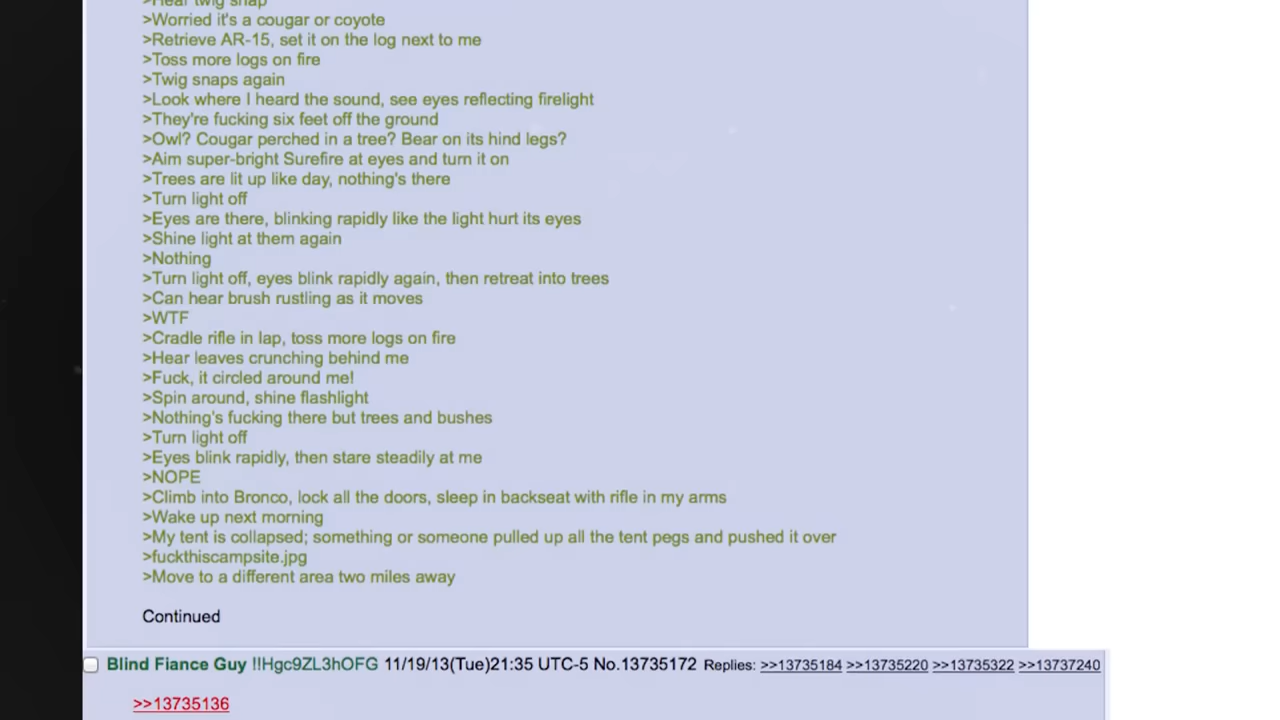 >Hear twig snap
>Worried it's a cougar or coyote
>Retrieve AR-15, set it on the log next to me
>Toss more logs on fire
>Twig snaps again
>Look where I heard the sound, see eyes reflecting firelight
>They're fucking six feet off the ground
>Owl? Cougar perched in a tree? Bear on its hind legs?
>Aim super-bright Surefire at eyes and turn it on
>Trees are lit up like day, nothing's there
>Turn light off
>Eyes are there, blinking rapidly like the light hurt its eyes
>Shine light at them again
>Nothing
>Turn light off, eyes blink rapidly again, then retreat into trees
>Can hear brush rustling as it moves
>WTF
>Cradle rifle in lap, toss more logs on fire
>Hear leaves crunching behind me
>Fuck, it circled around me!
>Spin around, shine flashlight
>Nothing's fucking there but trees and bushes
>Turn light off
>Eyes blink rapidly, then stare steadily at me
>NOPE
>Climb into Bronco, lock all the doors, sleep in backseat with rifle in my arms
>Wake up next morning
>My tent is collapsed; something or someone pulled up all the tent pegs and pushed it over
>fuckthiscampsite.jpg
>Move to a different area two miles away
Continued
Blind Fiance Guy !!Hgc9ZL3hOFG 11/19/13(Tue)21:35 UTC-5 No.13735172 Replies: >>13735184 >>13735220 >>13735322 >>13737240
>>13735136